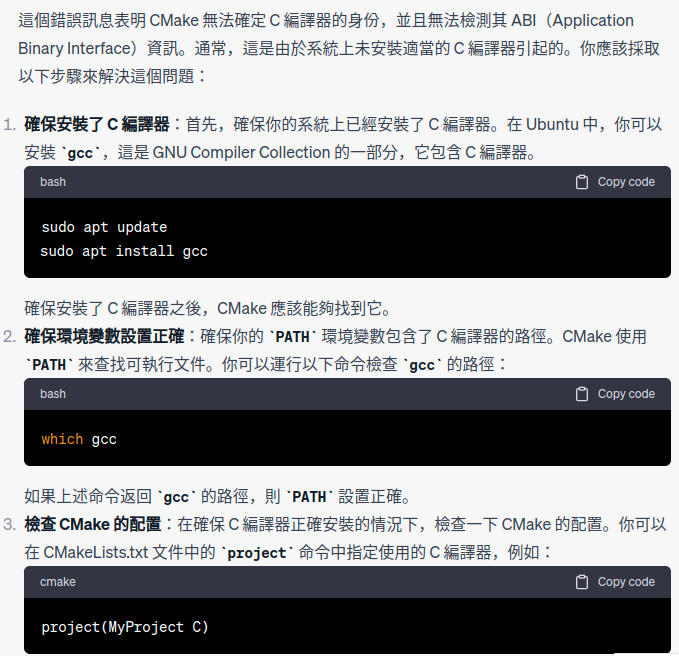 這個錯誤訊息表明 CMake 無法確定 C 編譯器的身份，並且無法檢測其 ABI（Application
Binary Interface）資訊。通常，這是由於系統上未安裝適當的 C 編譯器引起的。你應該採取
以下步驟來解決這個問題：
1. 確保安裝了 C 編譯器：首先，確保你的系統上已經安裝了 C 編譯器。在 Ubuntu 中，你可以
安裝 `gcc`，這是 GNU Compiler Collection 的一部分，它包含 C 編譯器。
bash Copy code
sudo apt update
sudo apt install gcc
確保安裝了 C 編譯器之後，CMake 應該能夠找到它。
2. 確保環境變數設置正確：確保你的 `PATH` 環境變數包含了 C 編譯器的路徑。CMake 使用
`PATH` 來查找可執行文件。你可以運行以下命令檢查 `gcc` 的路徑：
bash Copy code
which gcc
如果上述命令返回 `gcc` 的路徑，則 `PATH` 設置正確。
3. 檢查 CMake 的配置：在確保 C 編譯器正確安裝的情況下，檢查一下 CMake 的配置。你可以
在 CMakeLists.txt 文件中的 `project` 命令中指定使用的 C 編譯器，例如：
cmake Copy code
project(MyProject C)